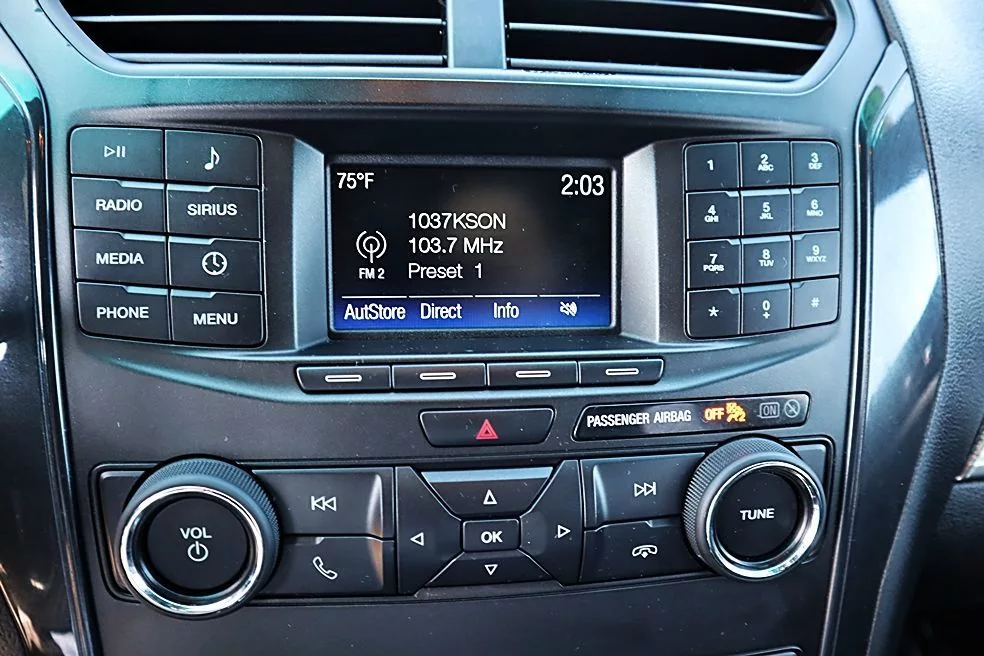 75°F
2:03
1037KSON
103.7 MHz
FM 2
Preset 1
AutStore Direct Info
RADIO
SIRIUS
MEDIA
PHONE
MENU
1
2 ABC
3 DEF
4 GHI
5 JKL
6 MNO
7 PQRS
8 TUV
9 WXYZ
*
0 +
#
PASSENGER AIRBAG OFF ON
VOL
OK
TUNE